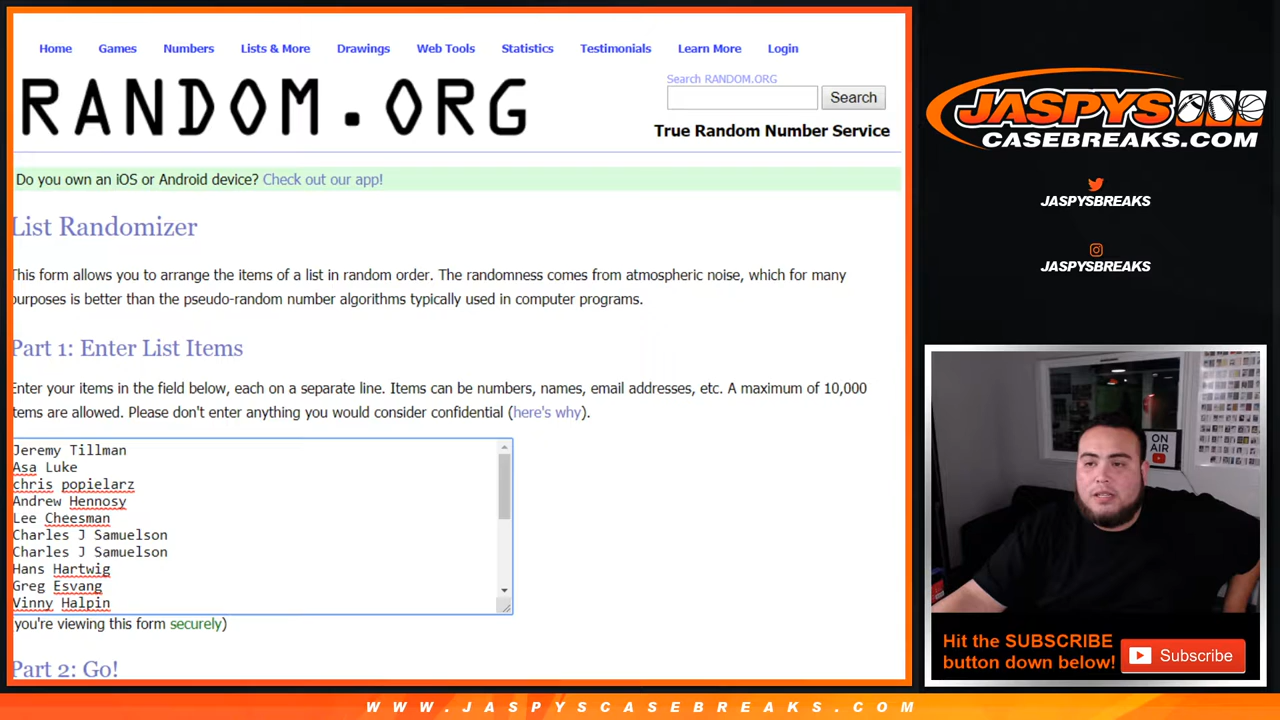 Home Games Numbers Lists & More Drawings Web Tools Statistics Testimonials Learn More Login
RANDOM.ORG
Search RANDOM.ORG
Search
True Random Number Service
Do you own an iOS or Android device? Check out our app!
List Randomizer
This form allows you to arrange the items of a list in random order. The randomness comes from atmospheric noise, which for many
purposes is better than the pseudo-random number algorithms typically used in computer programs.
Part 1: Enter List Items
Enter your items in the field below, each on a separate line. Items can be numbers, names, email addresses, etc. A maximum of 10,000
items are allowed. Please don't enter anything you would consider confidential (here's why).
Jeremy Tillman
Asa Luke
chris popielarz
Andrew Hennosy
Lee Cheesman
Charles J Samuelson
Charles J Samuelson
Hans Hartwig
Greg Esvang
Vinny Halpin
you're viewing this form securely)
Part 2: Go!
JASPYS
CASEBREAKS.COM
JASPYSBREAKS
JASPYSBREAKS
ON
AIR
Hit the SUBSCRIBE
button down below!
Subscribe
WWW.JASPYSCASEBREAKS.COM